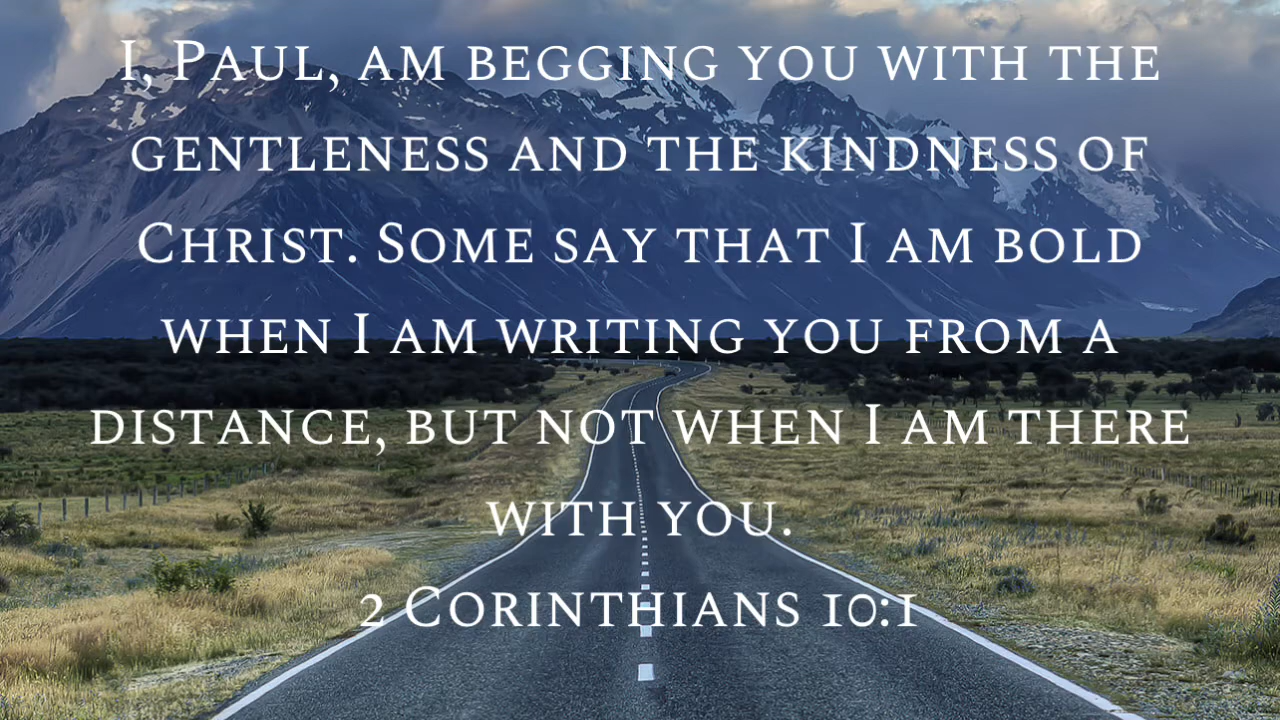 I, Paul, am begging you with the
gentleness and the kindness of
Christ. Some say that I am bold
when I am writing you from a
distance, but not when I am there
with you.
2 Corinthians 10:1